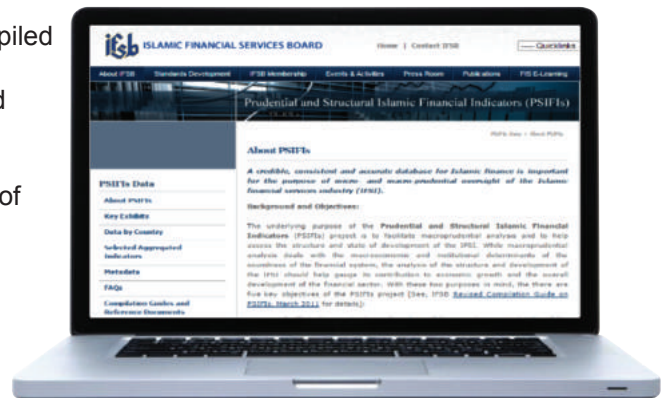 piled
d
of
ifsb ISLAMIC FINANCIAL SERVICES BOARD
Home | Contact IFSB
Quicklinks
About IFSB Standards Development IFSB Membership Events & Activities Press Room Publications FIS E-Learning
Prudential and Structural Islamic Financial Indicators (PSIFIs)
About PSIFIs
A credible, consistent and accurate database for Islamic finance is important
for the purpose of micro- and macro-prudential oversight of the Islamic
financial services industry (IFSI).
Background and Objectives:
The underlying purpose of the Prudential and Structural Islamic Financial
Indicators (PSIFIs) project is to facilitate macroprudential analysis and to help
assess the structure and state of development of the IFSI. While macroprudential
analysis deals with the macroeconomic and institutional determinants of the
soundness of the financial system, the analysis of the structure and development of
the IFSI should help gauge its contribution to economic growth and the overall
development of the financial sector. With these two purposes in mind, the there are
five key objectives of the PSIFIs project [See, IFSB Revised Compilation Guide on
PSIFIs, March 2011 for details]:
PSIFIs Data
About PSIFIs
Key Exhibits
Data by Country
Selected Aggregated
Indicators
Metadata
FAQs
Compilation Guides and
Reference Documents